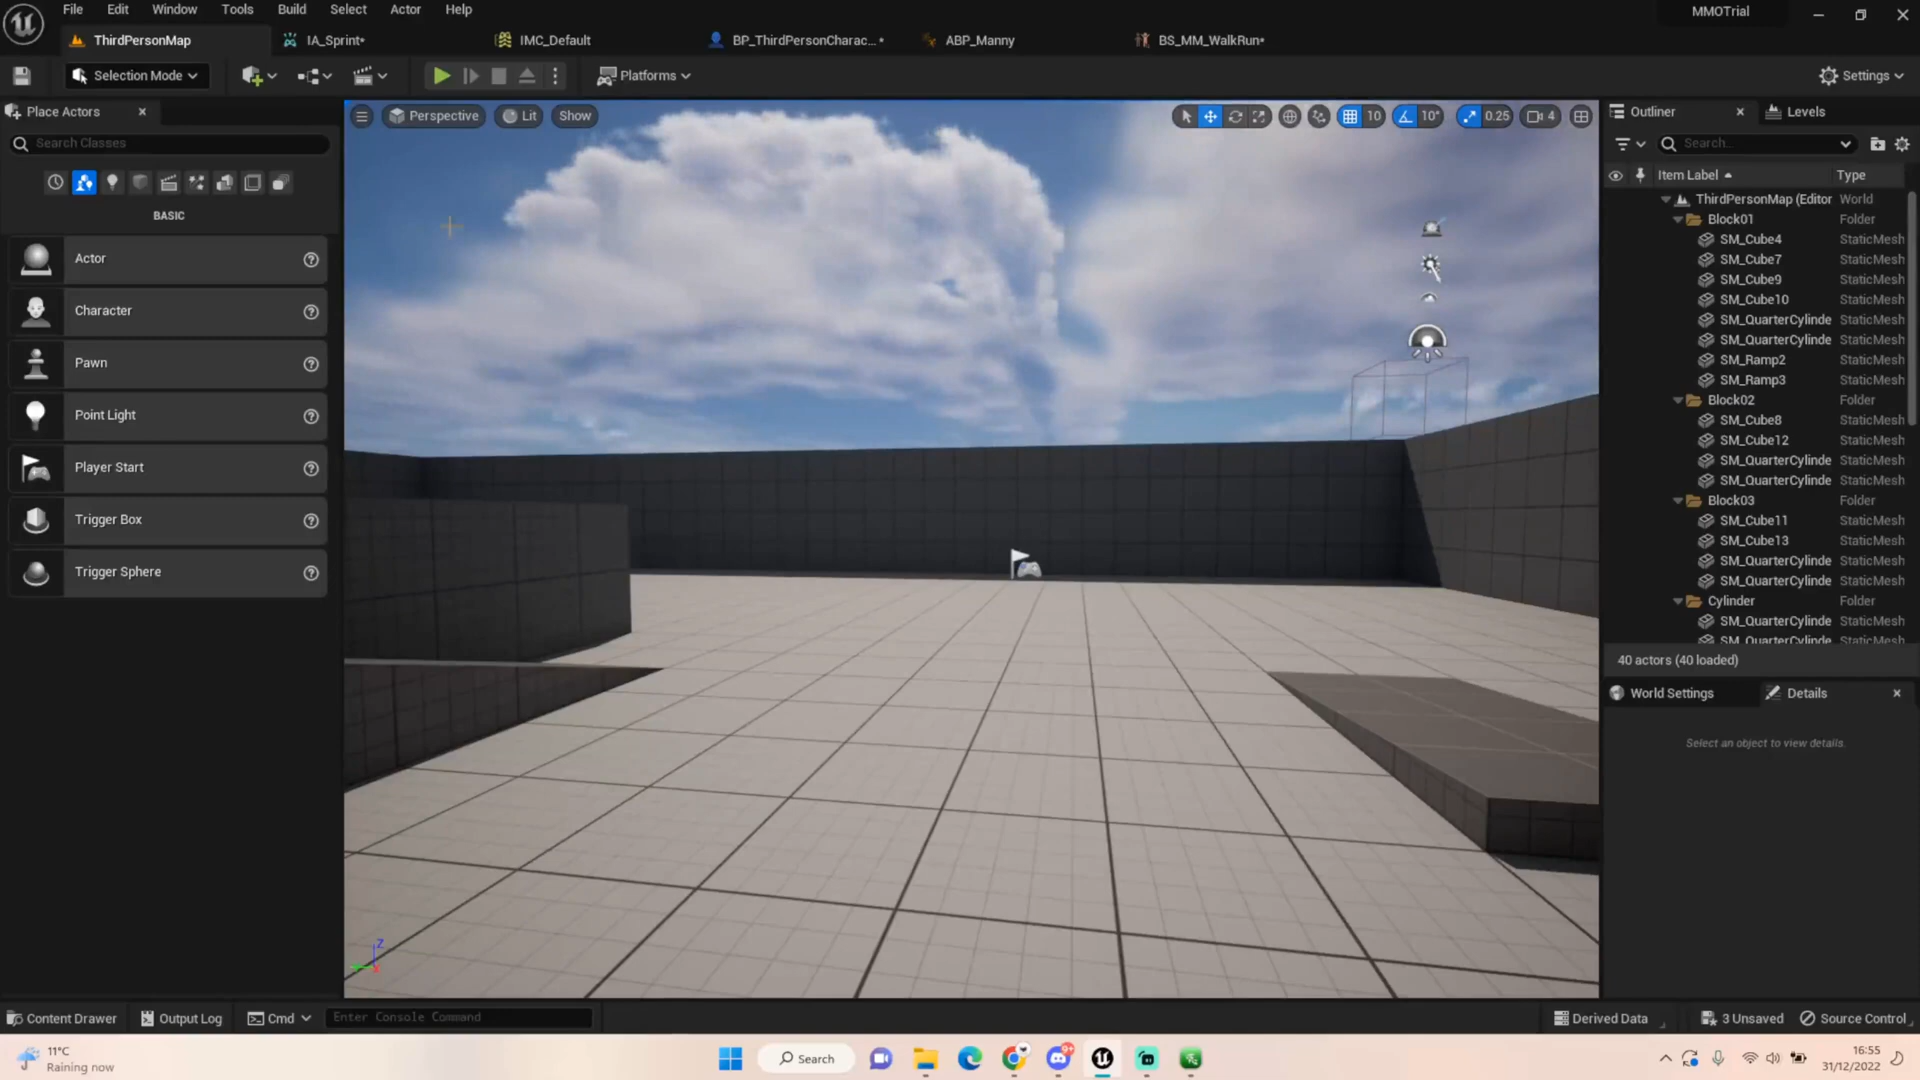 File Edit Window Tools Build Select Actor Help
MMOTrial
ThirdPersonMap
IA_Sprint*
IMC_Default
BP_ThirdPersonCharac...*
ABP_Manny
BS_MM_WalkRun*
Selection Mode
Platforms
Settings
Place Actors
Search Classes
BASIC
Actor
Character
Pawn
Point Light
Player Start
Trigger Box
Trigger Sphere
Perspective
Lit
Show
10
10°
0.25
4
Outliner
Levels
Search...
Item Label Type
ThirdPersonMap (Editor World
Block01 Folder
SM_Cube4 StaticMesh
SM_Cube7 StaticMesh
SM_Cube9 StaticMesh
SM_Cube10 StaticMesh
SM_QuarterCylinde StaticMesh
SM_QuarterCylinde StaticMesh
SM_Ramp2 StaticMesh
SM_Ramp3 StaticMesh
Block02 Folder
SM_Cube8 StaticMesh
SM_Cube12 StaticMesh
SM_QuarterCylinde StaticMesh
SM_QuarterCylinde StaticMesh
Block03 Folder
SM_Cube11 StaticMesh
SM_Cube13 StaticMesh
SM_QuarterCylinde StaticMesh
SM_QuarterCylinde StaticMesh
Cylinder Folder
SM_QuarterCylinde StaticMesh
SM_QuarterCylinde StaticMesh
40 actors (40 loaded)
World Settings
Details
Select an object to view details.
Z
Content Drawer
Output Log
Cmd
Enter Console Command
Derived Data
3 Unsaved
Source Control
11°C
Raining now
Search
9+
16:55
31/12/2022